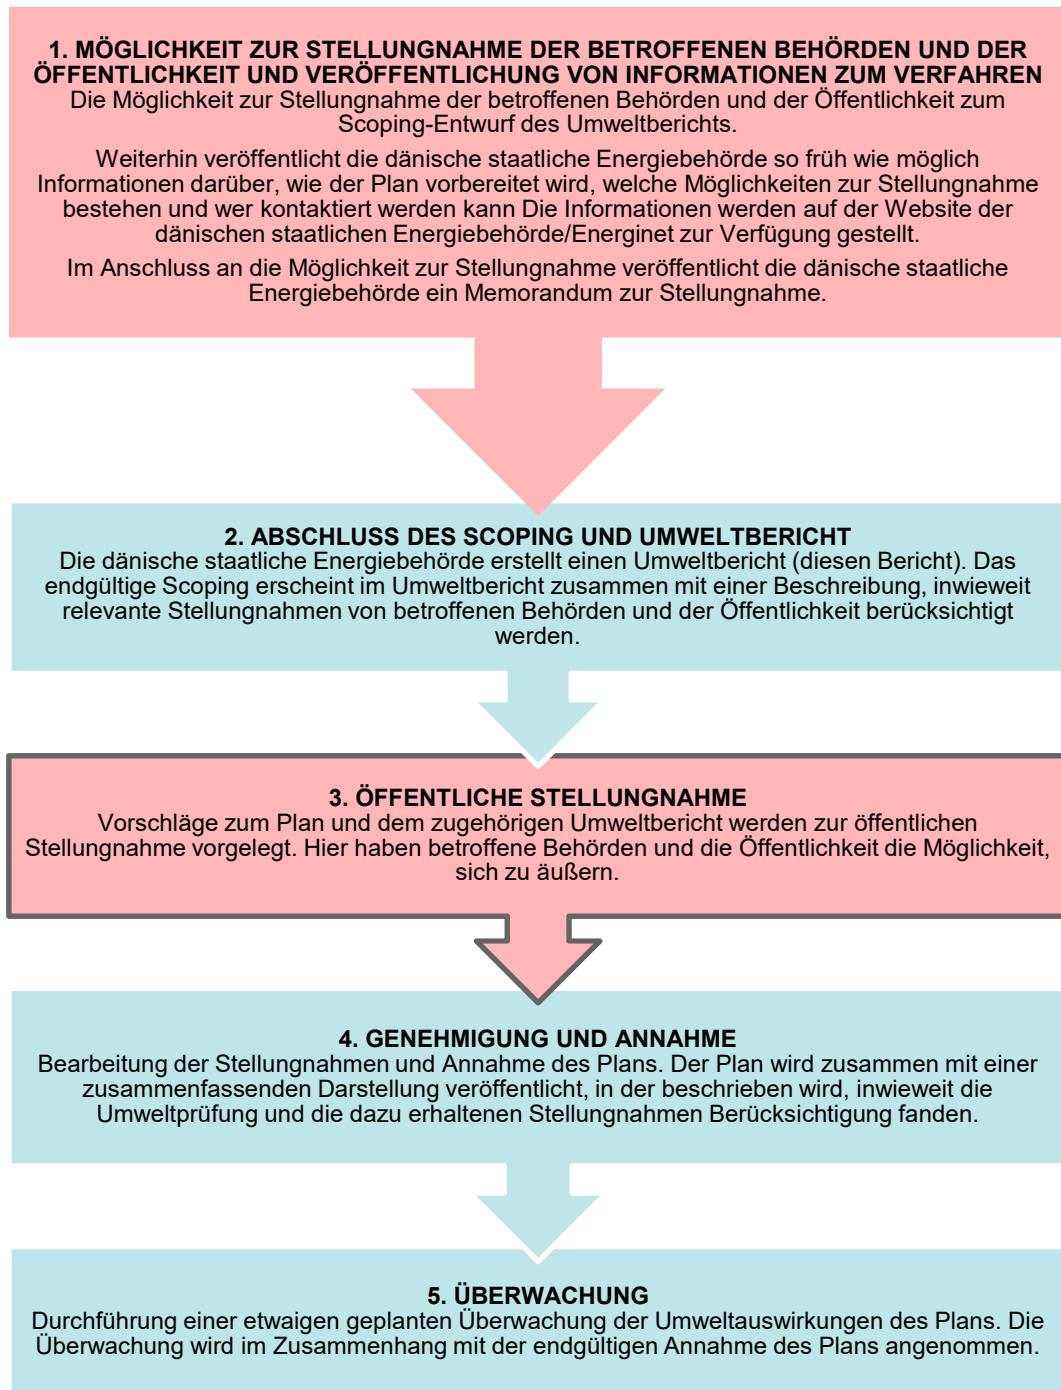 1. MÖGLICHKEIT ZUR STELLUNGNAHME DER BETROFFENEN BEHÖRDEN UND DER
ÖFFENTLICHKEIT UND VERÖFFENTLICHUNG VON INFORMATIONEN ZUM VERFAHREN
Die Möglichkeit zur Stellungnahme der betroffenen Behörden und der Öffentlichkeit zum
Scoping-Entwurf des Umweltberichts.
Weiterhin veröffentlicht die dänische staatliche Energiebehörde so früh wie möglich
Informationen darüber, wie der Plan vorbereitet wird, welche Möglichkeiten zur Stellungnahme
bestehen und wer kontaktiert werden kann Die Informationen werden auf der Website der
dänischen staatlichen Energiebehörde/Energinet zur Verfügung gestellt.
Im Anschluss an die Möglichkeit zur Stellungnahme veröffentlicht die dänische staatliche
Energiebehörde ein Memorandum zur Stellungnahme.
2. ABSCHLUSS DES SCOPING UND UMWELTBERICHT
Die dänische staatliche Energiebehörde erstellt einen Umweltbericht (diesen Bericht). Das
endgültige Scoping erscheint im Umweltbericht zusammen mit einer Beschreibung, inwieweit
relevante Stellungnahmen von betroffenen Behörden und der Öffentlichkeit berücksichtigt
werden.
3. ÖFFENTLICHE STELLUNGNAHME
Vorschläge zum Plan und dem zugehörigen Umweltbericht werden zur öffentlichen
Stellungnahme vorgelegt. Hier haben betroffene Behörden und die Öffentlichkeit die Möglichkeit,
sich zu äußern.
4. GENEHMIGUNG UND ANNAHME
Bearbeitung der Stellungnahmen und Annahme des Plans. Der Plan wird zusammen mit einer
zusammenfassenden Darstellung veröffentlicht, in der beschrieben wird, inwieweit die
Umweltprüfung und die dazu erhaltenen Stellungnahmen Berücksichtigung fanden.
5. ÜBERWACHUNG
Durchführung einer etwaigen geplanten Überwachung der Umweltauswirkungen des Plans. Die
Überwachung wird im Zusammenhang mit der endgültigen Annahme des Plans angenommen.